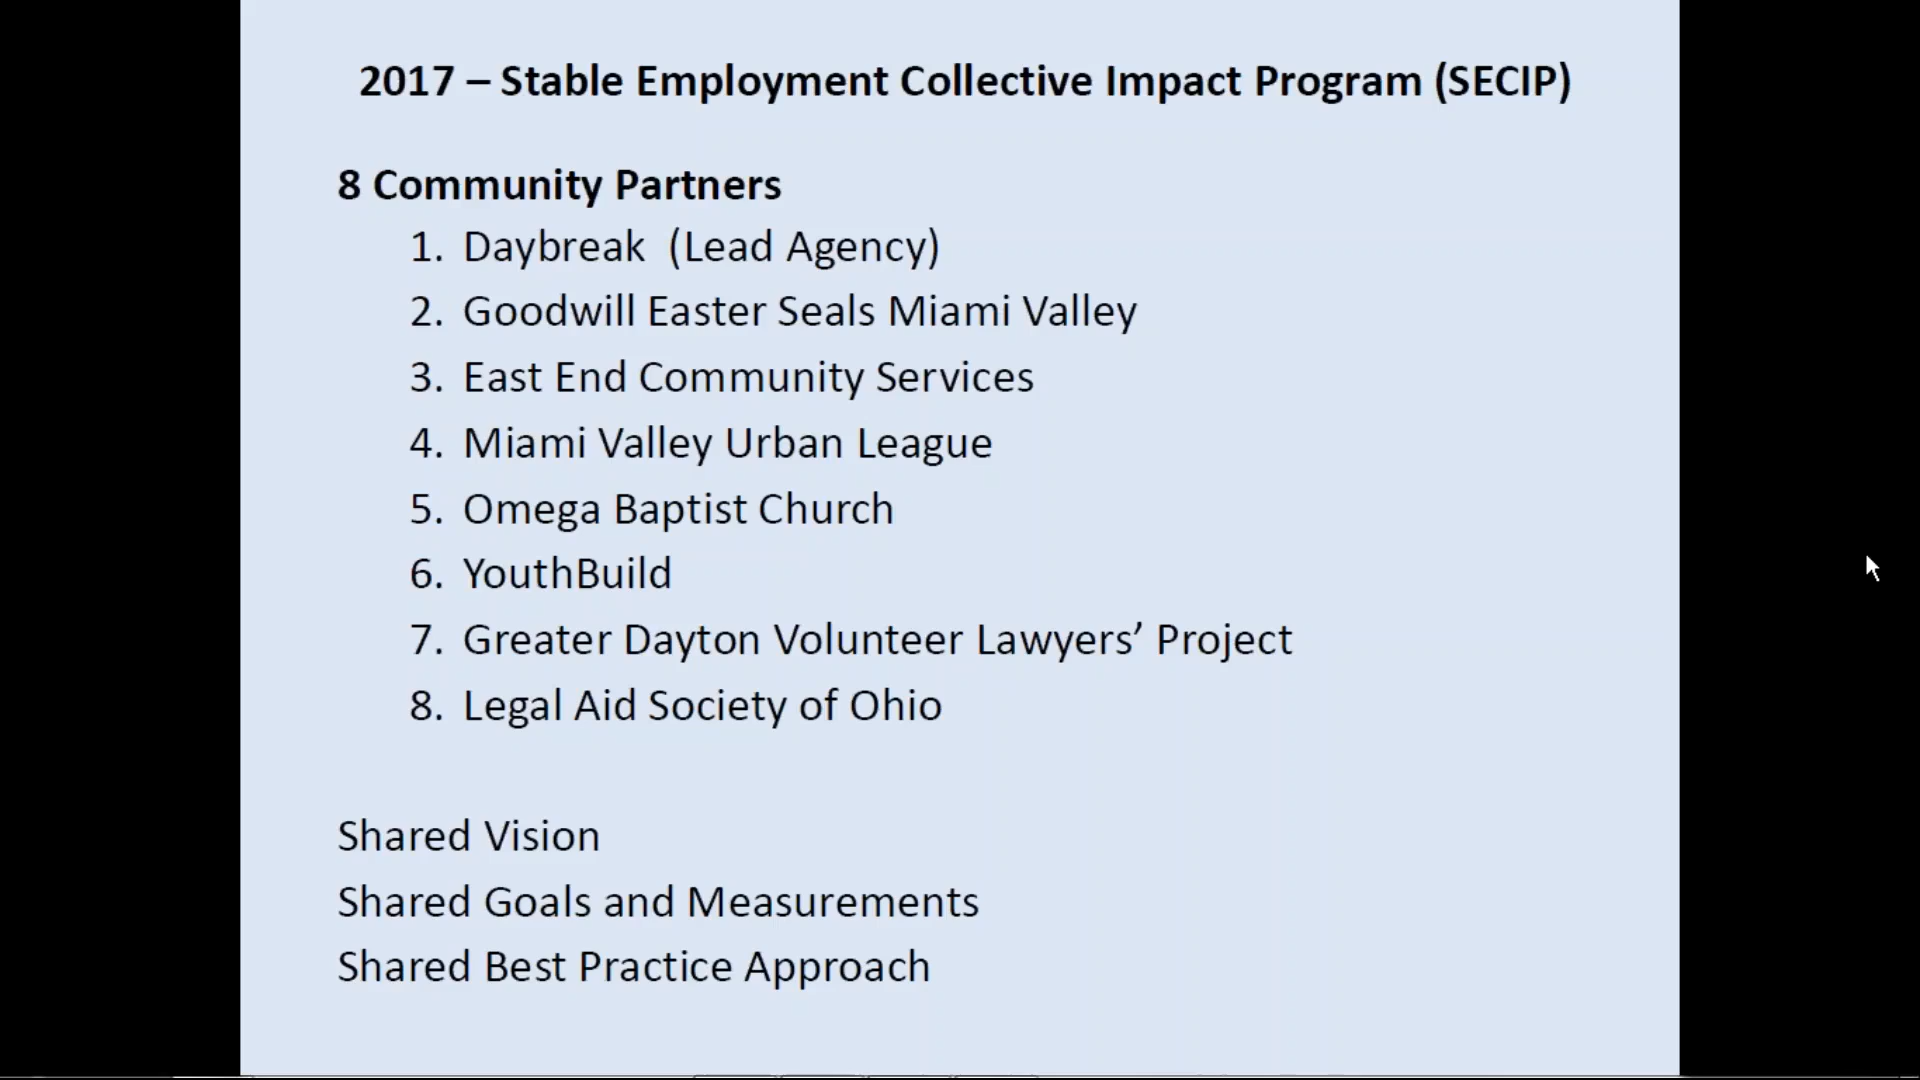 2017 – Stable Employment Collective Impact Program (SECIP)
8 Community Partners
1. Daybreak (Lead Agency)
2. Goodwill Easter Seals Miami Valley
3. East End Community Services
4. Miami Valley Urban League
5. Omega Baptist Church
6. YouthBuild
7. Greater Dayton Volunteer Lawyers’ Project
8. Legal Aid Society of Ohio
Shared Vision
Shared Goals and Measurements
Shared Best Practice Approach